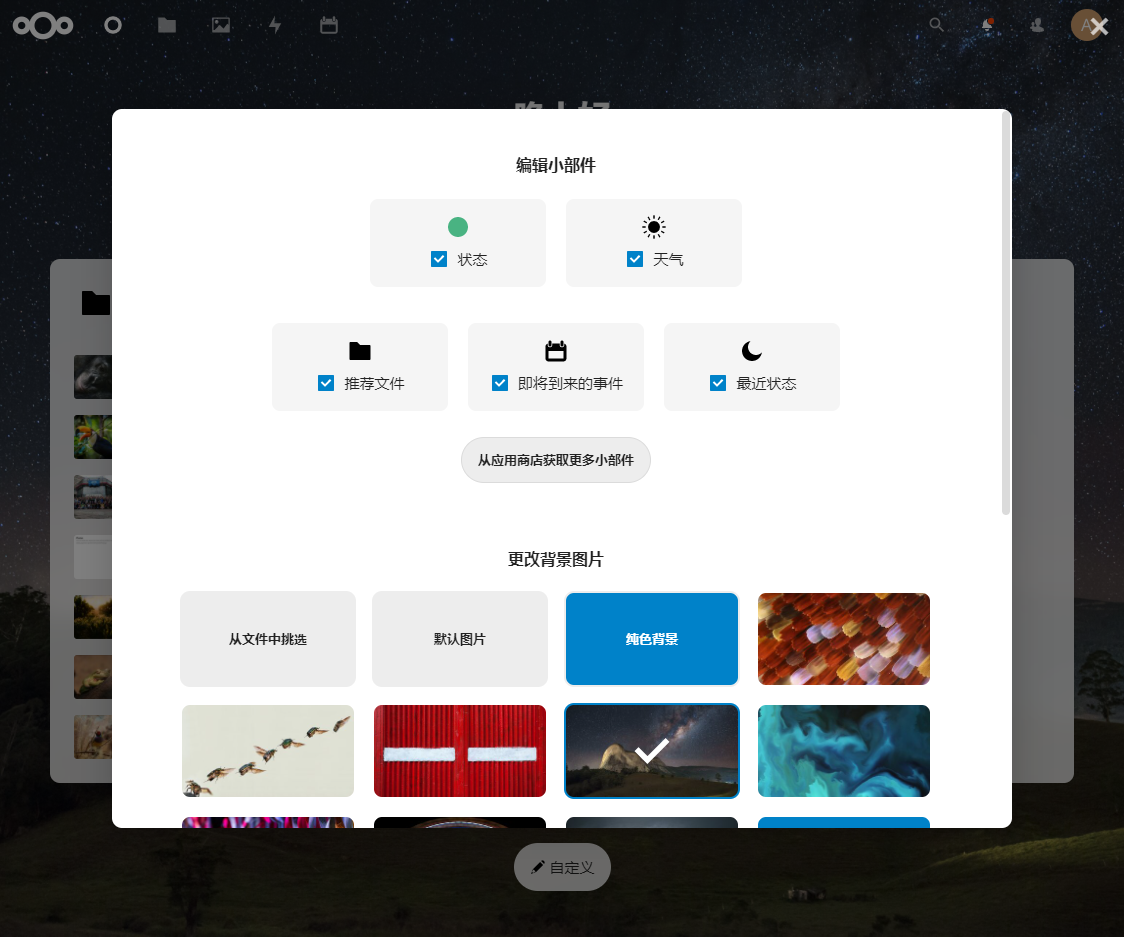 A
编辑小部件
状态
天气
推荐文件
即将到来的事件
最近状态
从应用商店获取更多小部件
更改背景图片
从文件中挑选
默认图片
纯色背景
自定义